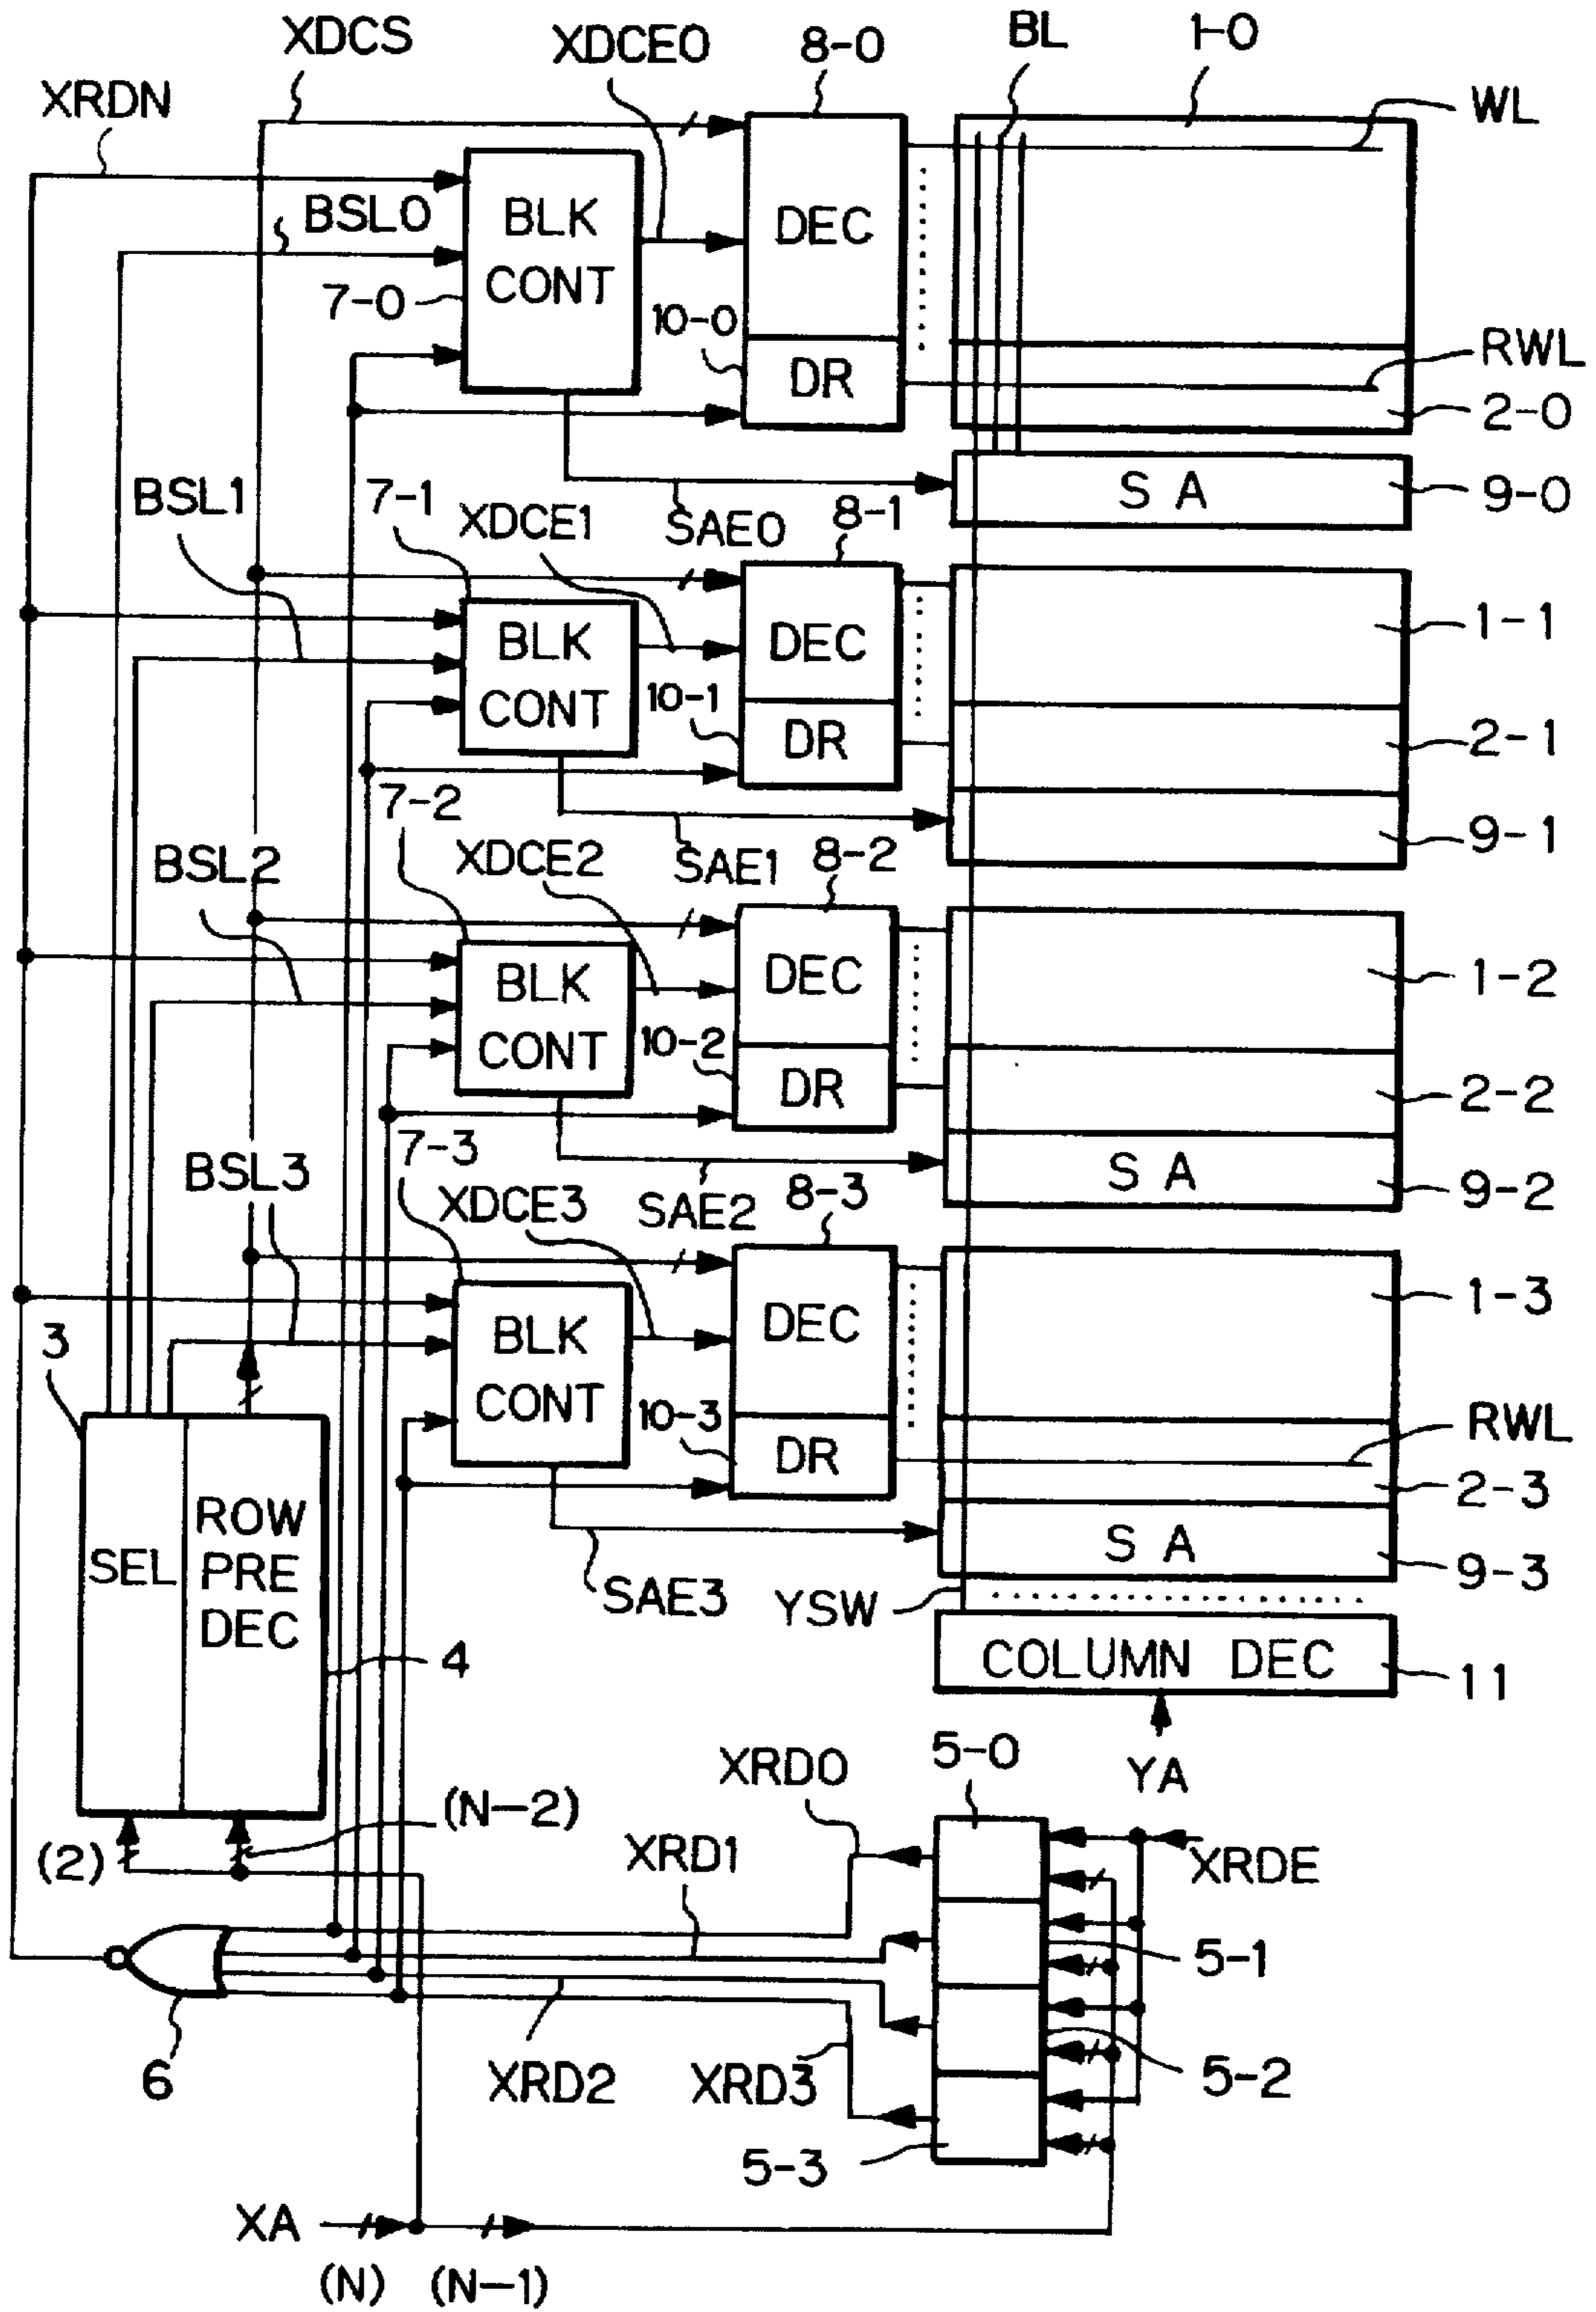 XDCS
XDCE0
8-0
BL
1-0
XRDN
WL
BSL0
BLK
CONT
DEC
7-0
10-0
DR
RWL
2-0
BSL1
7-1
XDCE1
SAE0
8-1
S A
9-0
BLK
CONT
DEC
1-1
10-1
DR
2-1
7-2
BSL2
XDCE2
SAE1
8-2
9-1
BLK
CONT
DEC
1-2
10-2
DR
2-2
7-3
BSL3
XDCE3
SAE2
8-3
S A
9-2
3
BLK
CONT
DEC
1-3
10-3
DR
RWL
2-3
SEL
ROW
PRE
DEC
SAE3
S A
9-3
YSW
4
COLUMN DEC
11
YA
(2)
(N-2)
XRD0
5-0
XRD1
XRDE
5-1
6
XRD2
XRD3
5-2
5-3
XA
(N)
(N-1)